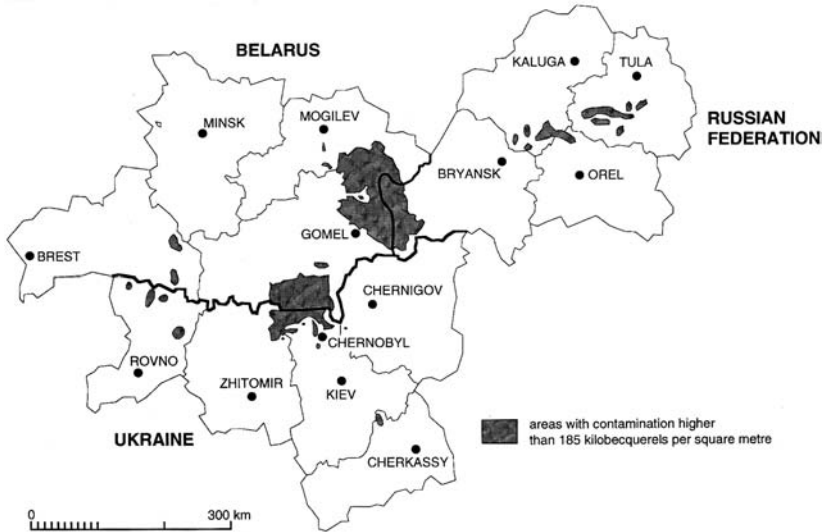 BELARUS
KALUGA
TULA
MINSK
MOGILEV
RUSSIAN
FEDERATION
BRYANSK
OREL
GOMEL
BREST
CHERNIGOV
CHERNOBYL
ROVNO
ZHITOMIR
KIEV
UKRAINE
areas with contamination higher
than 185 kilobecquerels per square metre
CHERKASSY
0 300 km